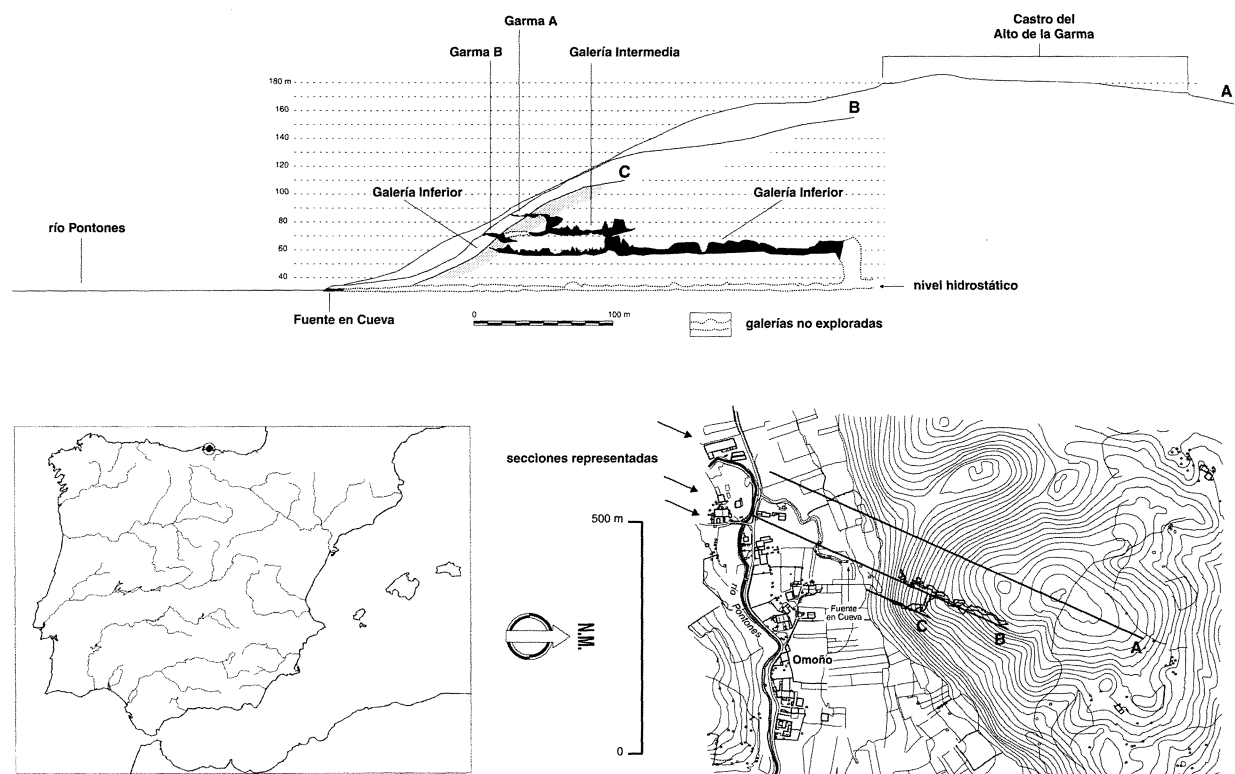 Castro del
Alto de la Garma
Garma A
Garma B
Galería Intermedia
180 m
A
B
160
140
120
C
100
Galería Inferior
Galería Inferior
80
río Pontones
60
40
nivel hidrostático
Fuente en Cueva
0
100 m
galerías no exploradas
secciones representadas
500 m
0
N.M.
río Pontones
Fuente
en Cueva
Omoño
C
B
A